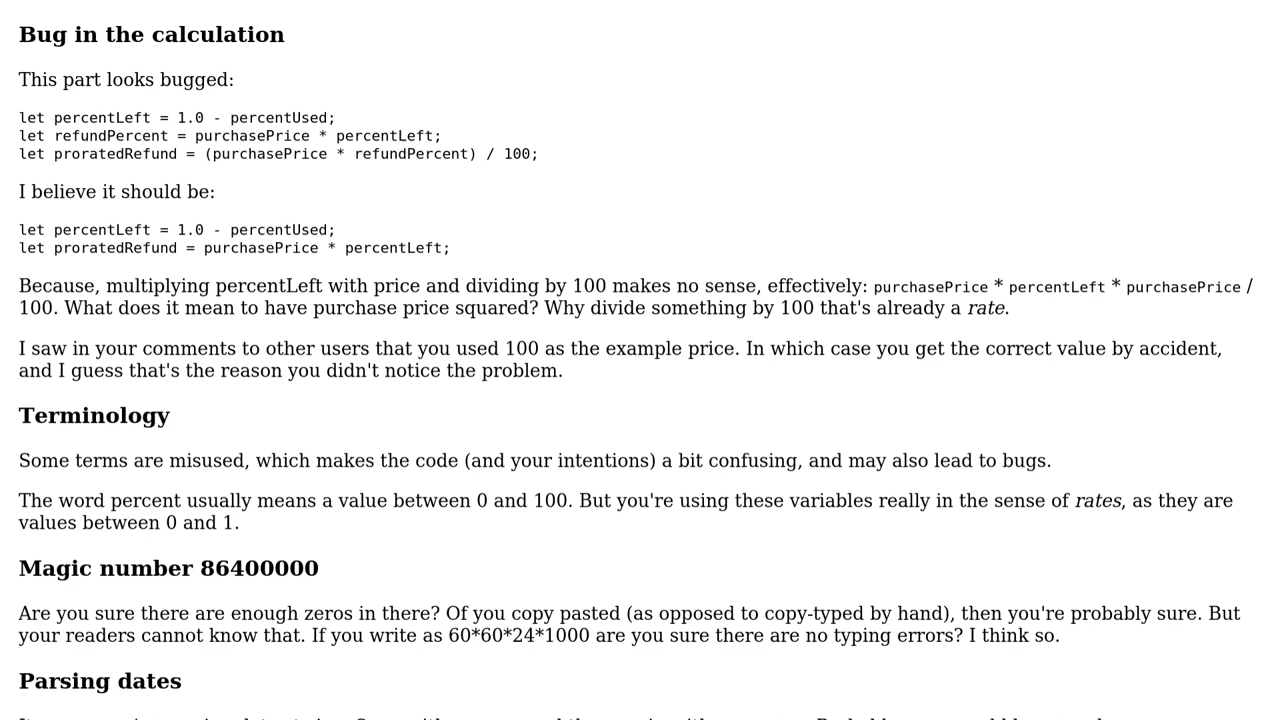 Bug in the calculation
This part looks bugged:
let percentLeft = 1.0 - percentUsed;
let refundPercent = purchasePrice * percentLeft;
let proratedRefund = (purchasePrice * refundPercent) / 100;
I believe it should be:
let percentLeft = 1.0 - percentUsed;
let proratedRefund = purchasePrice * percentLeft;
Because, multiplying percentLeft with price and dividing by 100 makes no sense, effectively: purchasePrice * percentLeft * purchasePrice /
100. What does it mean to have purchase price squared? Why divide something by 100 that's already a rate.
I saw in your comments to other users that you used 100 as the example price. In which case you get the correct value by accident,
and I guess that's the reason you didn't notice the problem.
Terminology
Some terms are misused, which makes the code (and your intentions) a bit confusing, and may also lead to bugs.
The word percent usually means a value between 0 and 100. But you're using these variables really in the sense of rates, as they are
values between 0 and 1.
Magic number 86400000
Are you sure there are enough zeros in there? Of you copy pasted (as opposed to copy-typed by hand), then you're probably sure. But
your readers cannot know that. If you write as 60*60*24*1000 are you sure there are no typing errors? I think so.
Parsing dates